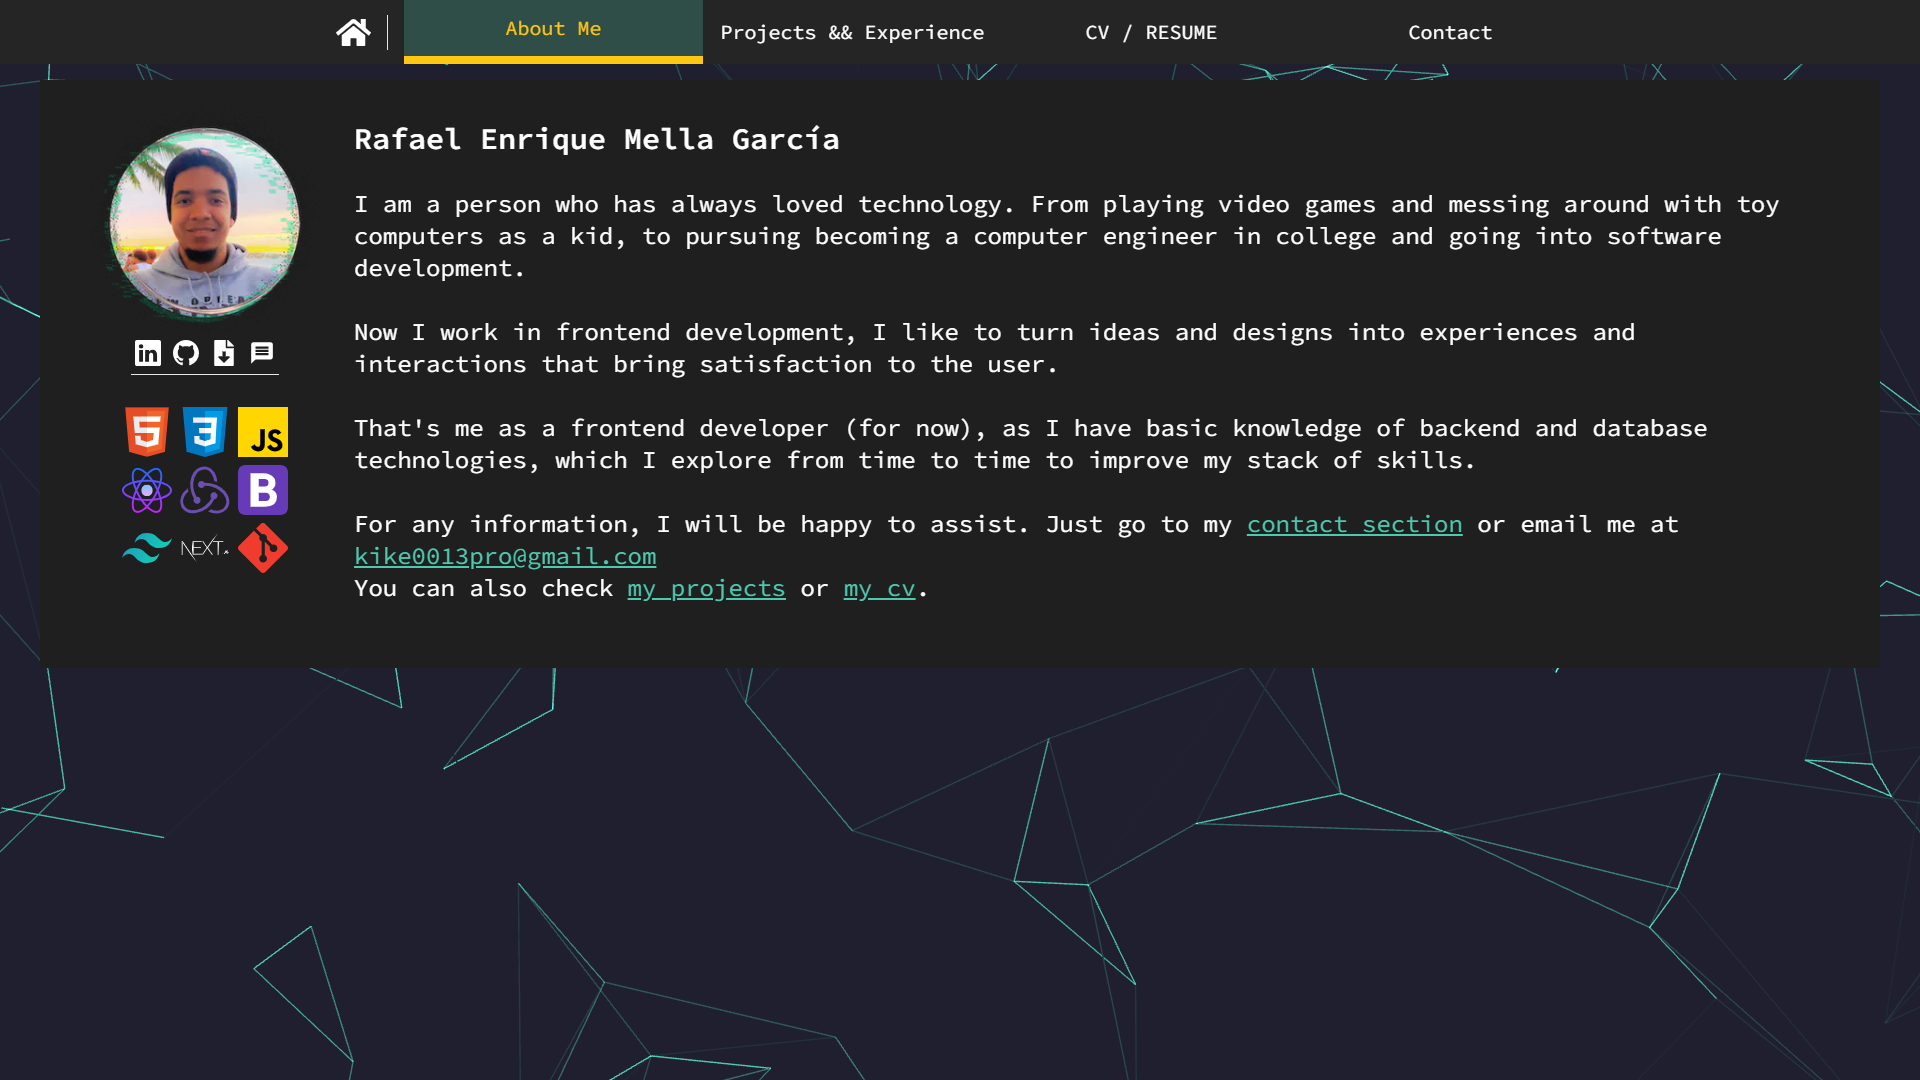 About Me
Projects && Experience
CV / RESUME
Contact
Rafael Enrique Mella García
I am a person who has always loved technology. From playing video games and messing around with toy
computers as a kid, to pursuing becoming a computer engineer in college and going into software
development.
Now I work in frontend development, I like to turn ideas and designs into experiences and
interactions that bring satisfaction to the user.
That's me as a frontend developer (for now), as I have basic knowledge of backend and database
technologies, which I explore from time to time to improve my stack of skills.
For any information, I will be happy to assist. Just go to my contact section or email me at
kike0013pro@gmail.com
You can also check my projects or my cv.
in
5 3 JS
B
NEXT.